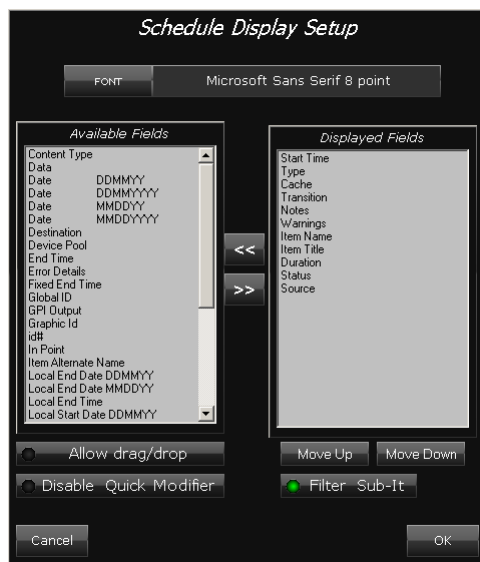 Schedule Display Setup
FONT Microsoft Sans Serif 8 point
Available Fields
Content Type
Data
Date DDMMYY
Date DDMMYYYY
Date MMDDYY
Date MMDDYYYY
Destination
Device Pool
End Time
Error Details
Fixed End Time
Global ID
GPI Output
Graphic Id
id#
In Point
Item Alternate Name
Local End Date DDMMYY
Local End Date MMDDYY
Local End Time
Local Start Date DDMMYY
<<
>>
Displayed Fields
Start Time
Type
Cache
Transition
Notes
Warnings
Item Name
Item Title
Duration
Status
Source
Allow drag/drop
Disable Quick Modifier
Move Up Move Down
Filter Sub-It
Cancel OK